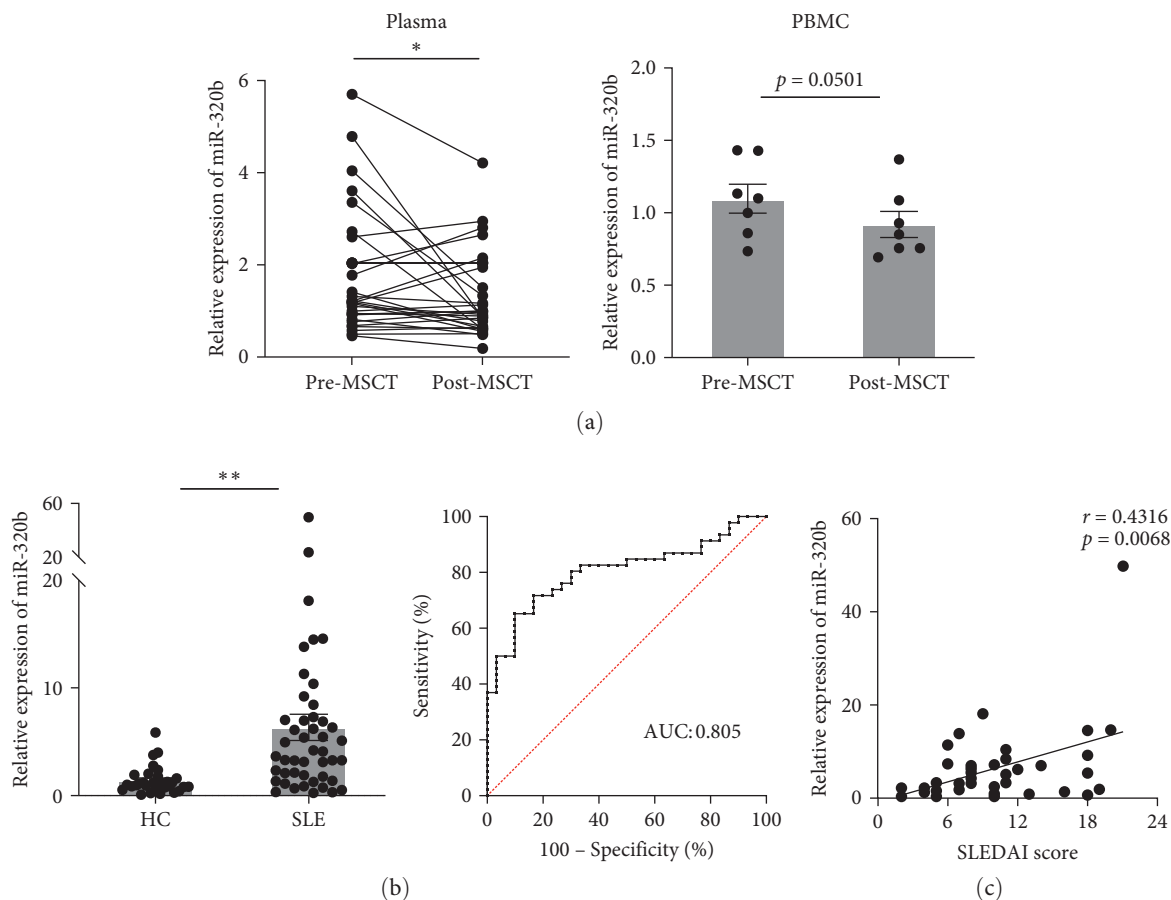 Plasma
*
Relative expression of miR-320b
6
4
2
0
Pre-MSCT Post-MSCT
PBMC
p = 0.0501
Relative expression of miR-320b
2.0
1.5
1.0
0.5
0.0
Pre-MSCT Post-MSCT
(a)
**
Relative expression of miR-320b
60
20
20
10
0
HC SLE
Sensitivity (%)
100
80
60
40
20
0
AUC: 0.805
0 20 40 60 80 100
100 – Specificity (%)
(b)
Relative expression of miR-320b
60
40
20
0
r = 0.4316
p = 0.0068
0 6 12 18 24
SLEDAI score
(c)